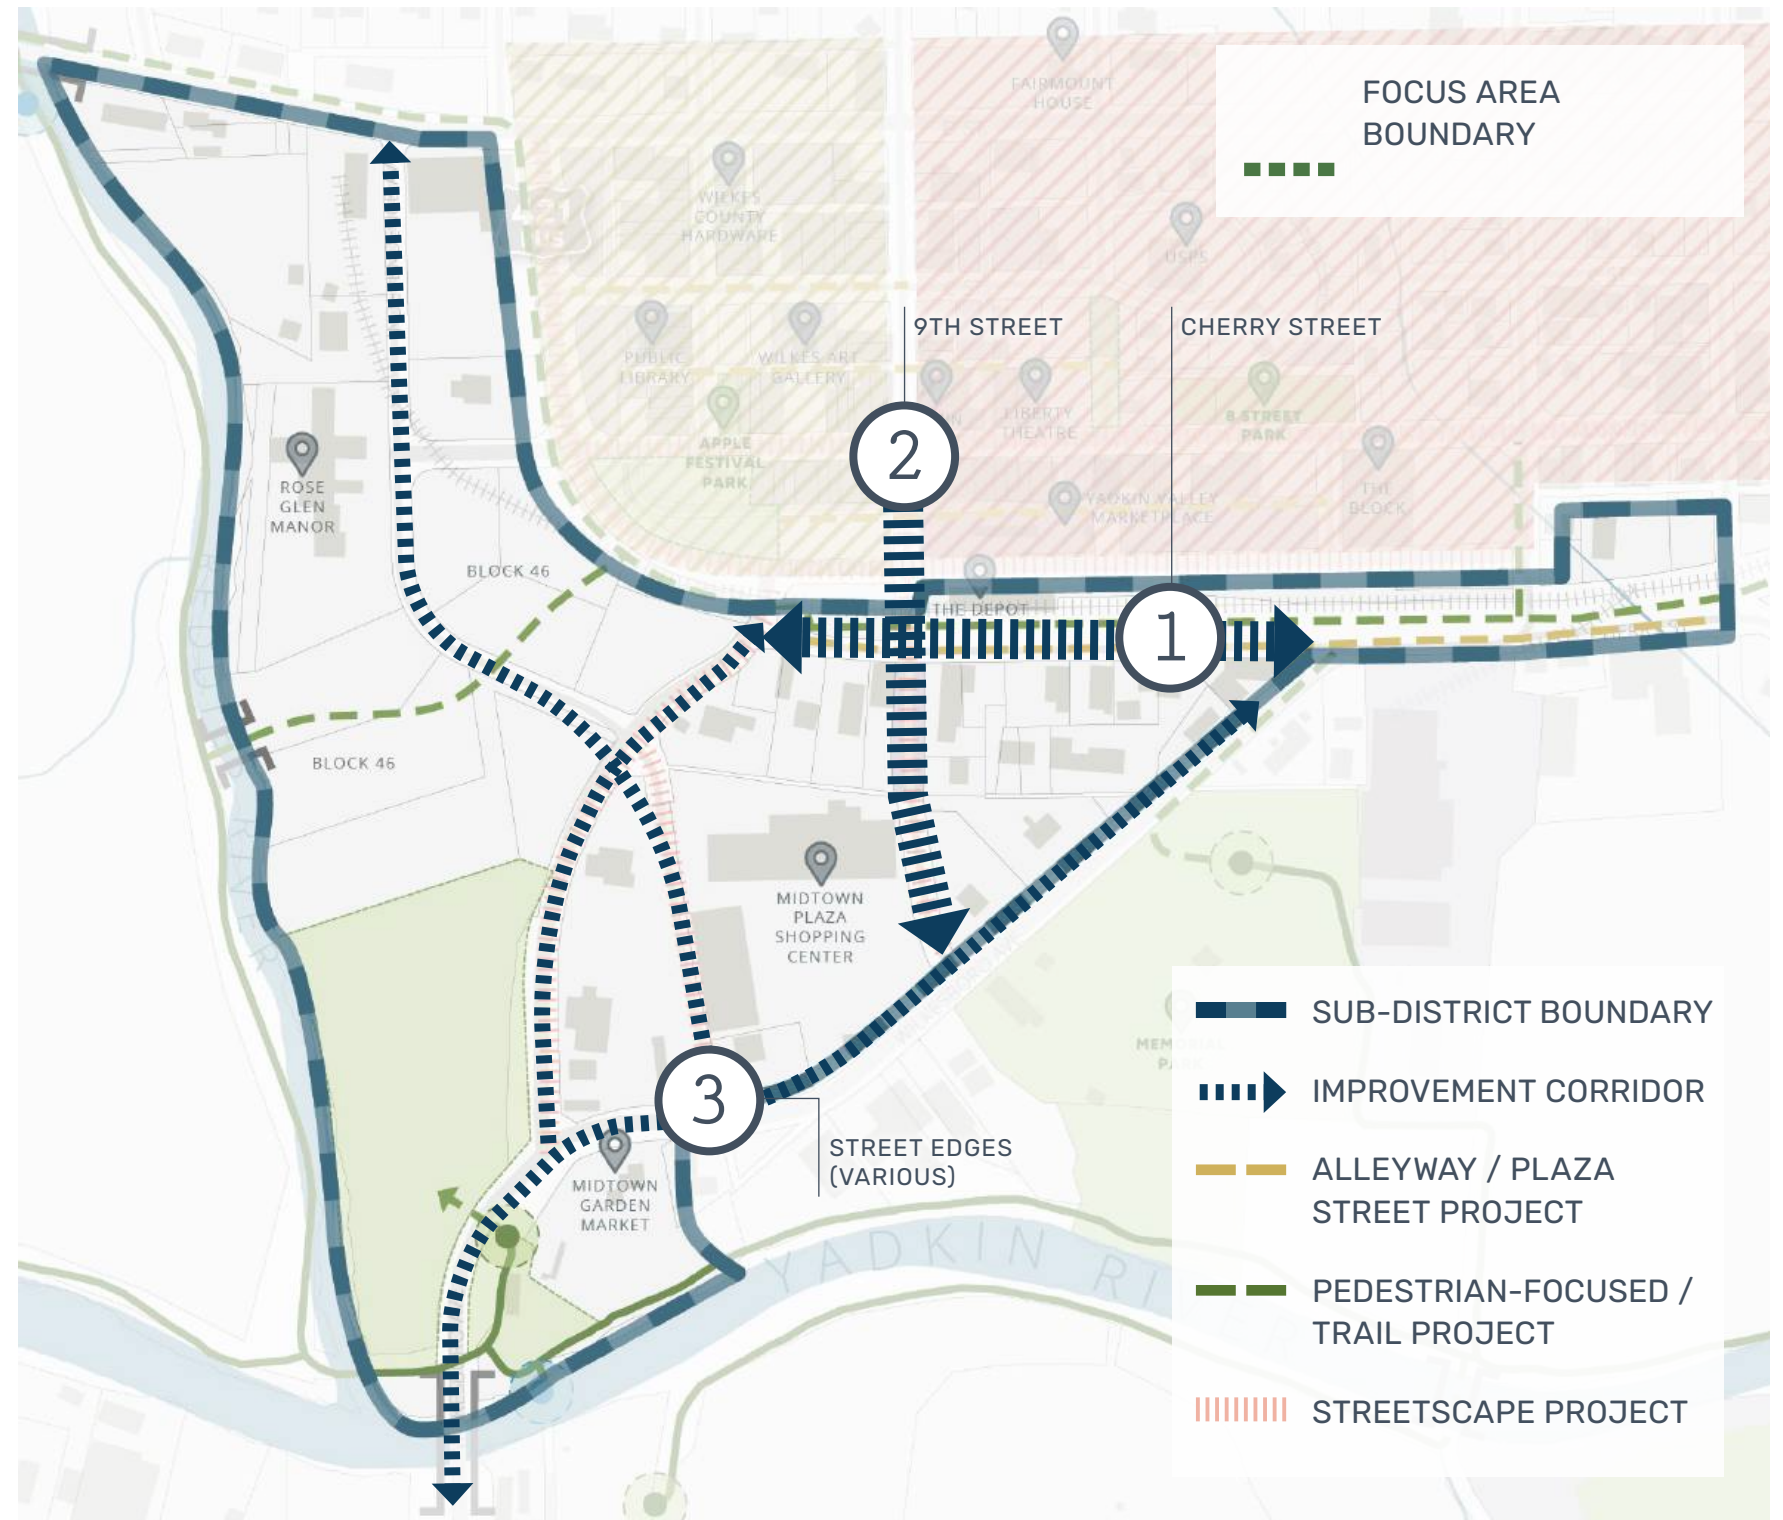 FAIRMOUNT
HOUSE
FOCUS AREA
BOUNDARY
WILKES
COUNTY
HARDWARE
USPS
9TH STREET
CHERRY STREET
PUBLIC
LIBRARY
WILKES ART
GALLERY
LIBERTY
THEATRE
B STREET
PARK
APPLE
FESTIVAL
PARK
2
ROSE
GLEN
MANOR
YADKIN VALLEY
MARKETPLACE
THE
BLOCK
BLOCK 46
THE DEPOT
1
BLOCK 46
MIDTOWN
PLAZA
SHOPPING
CENTER
3
STREET EDGES
(VARIOUS)
MIDTOWN
GARDEN
MARKET
MEMORIAL
PARK
YADKIN RIVER
SUB-DISTRICT BOUNDARY
IMPROVEMENT CORRIDOR
ALLEYWAY / PLAZA
STREET PROJECT
PEDESTRIAN-FOCUSED /
TRAIL PROJECT
STREETSCAPE PROJECT